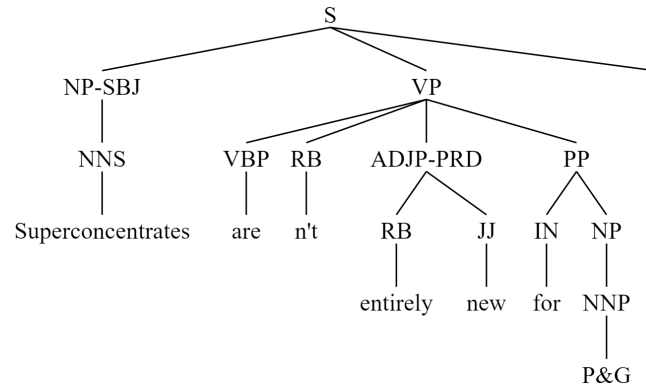 S
NP-SBJ VP
NNS VBP RB ADJP-PRD PP
Superconcentrates are n't RB JJ IN NP
entirely new for NNP
P&G